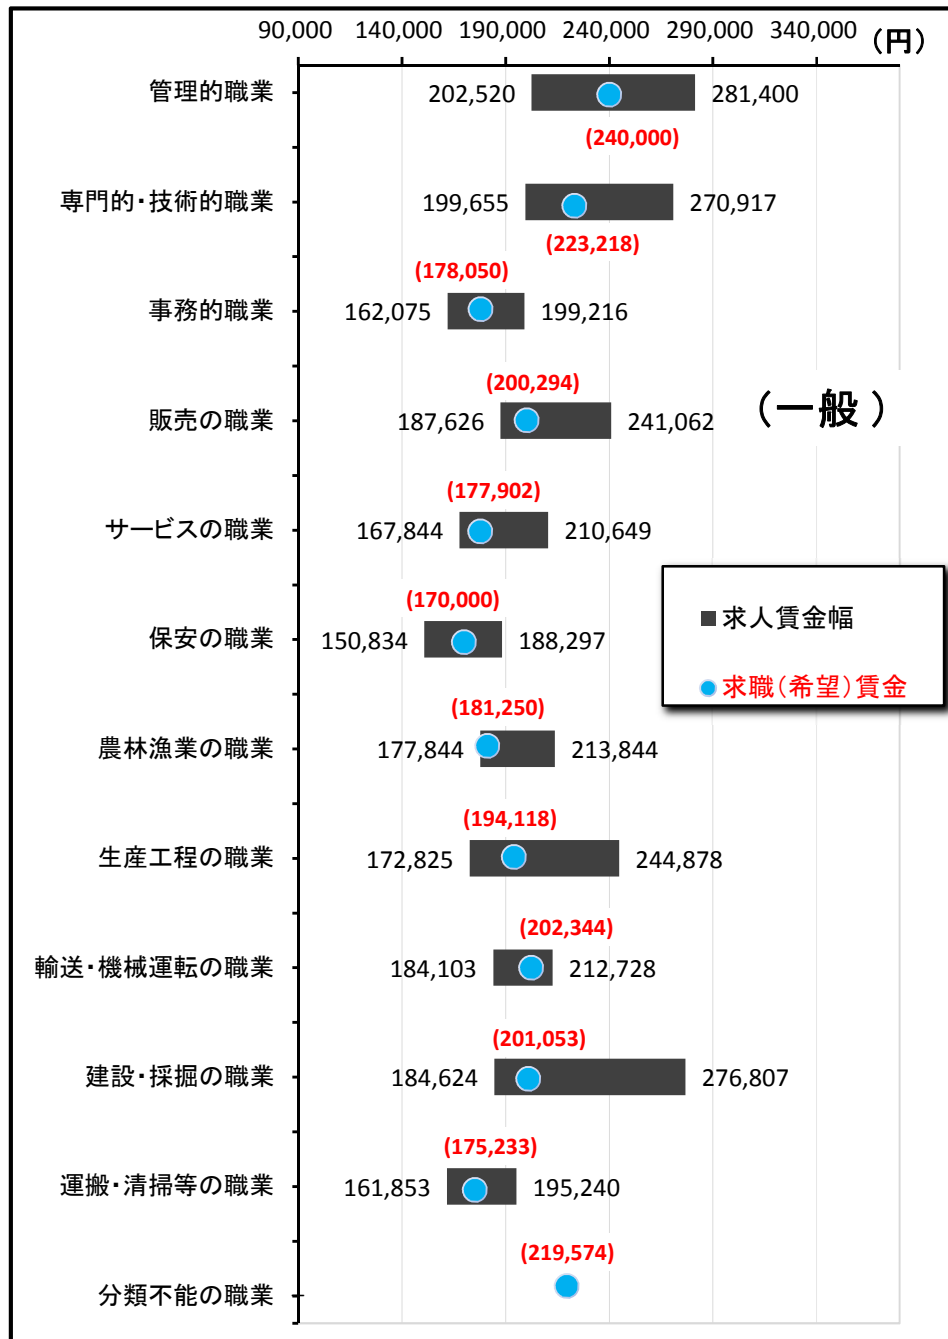 90,000 140,000 190,000 240,000 290,000 340,000 (円)
管理的職業 202,520 281,400
(240,000)
専門的・技術的職業 199,655 270,917
(223,218)
(178,050)
事務的職業 162,075 199,216
(200,294)
販売の職業 187,626 241,062
(一般)
(177,902)
サービスの職業 167,844 210,649
(170,000)
保安の職業 150,834 188,297
求人賃金幅
求職(希望)賃金
(181,250)
農林漁業の職業 177,844 213,844
(194,118)
生産工程の職業 172,825 244,878
(202,344)
輸送・機械運転の職業 184,103 212,728
(201,053)
建設・採掘の職業 184,624 276,807
(175,233)
運搬・清掃等の職業 161,853 195,240
(219,574)
分類不能の職業